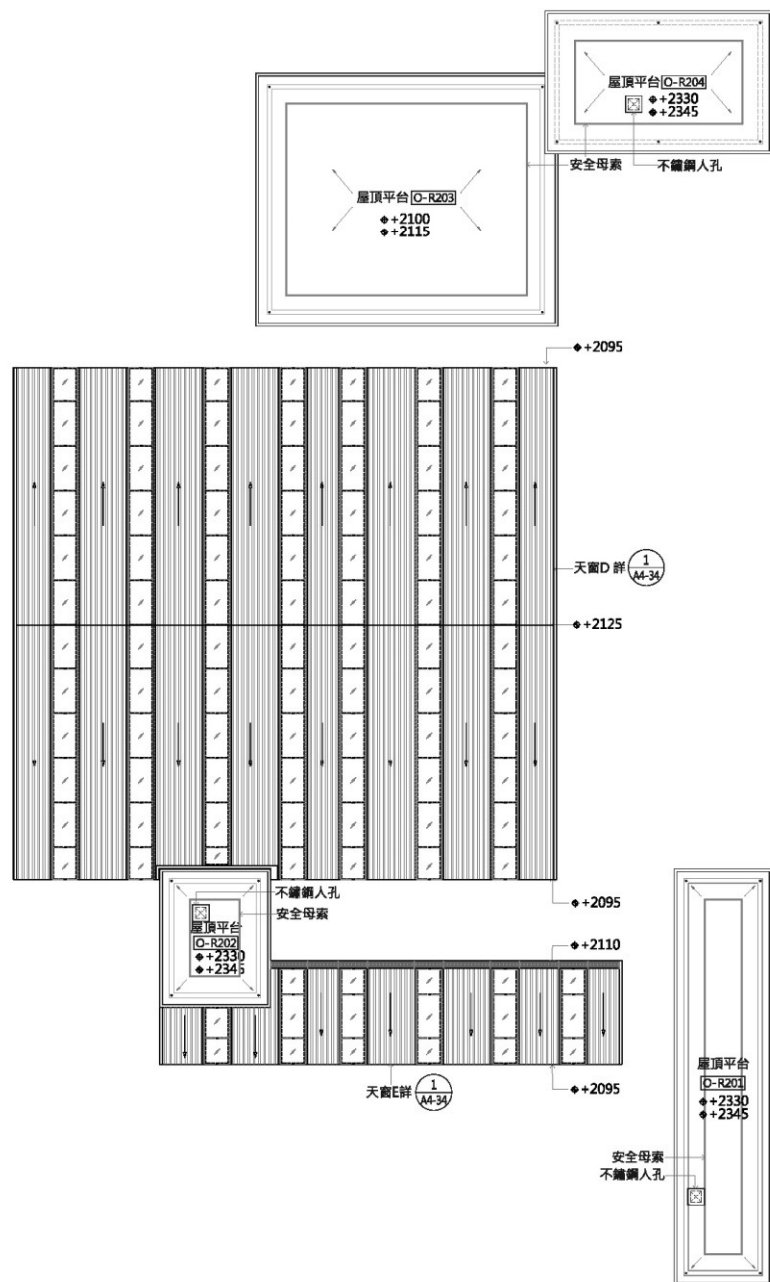 屋頂平台 O-R204
+2330
+2345
安全母索
不鏽鋼人孔
屋頂平台 O-R203
+2100
+2115
+2095
天窗D 詳
1
A4-34
+2125
不鏽鋼人孔
+2095
安全母索
屋頂平台
O-R202
+2330
+2345
+2110
屋頂平台
O-R201
+2330
+2345
天窗E詳
1
A4-34
+2095
安全母索
不鏽鋼人孔